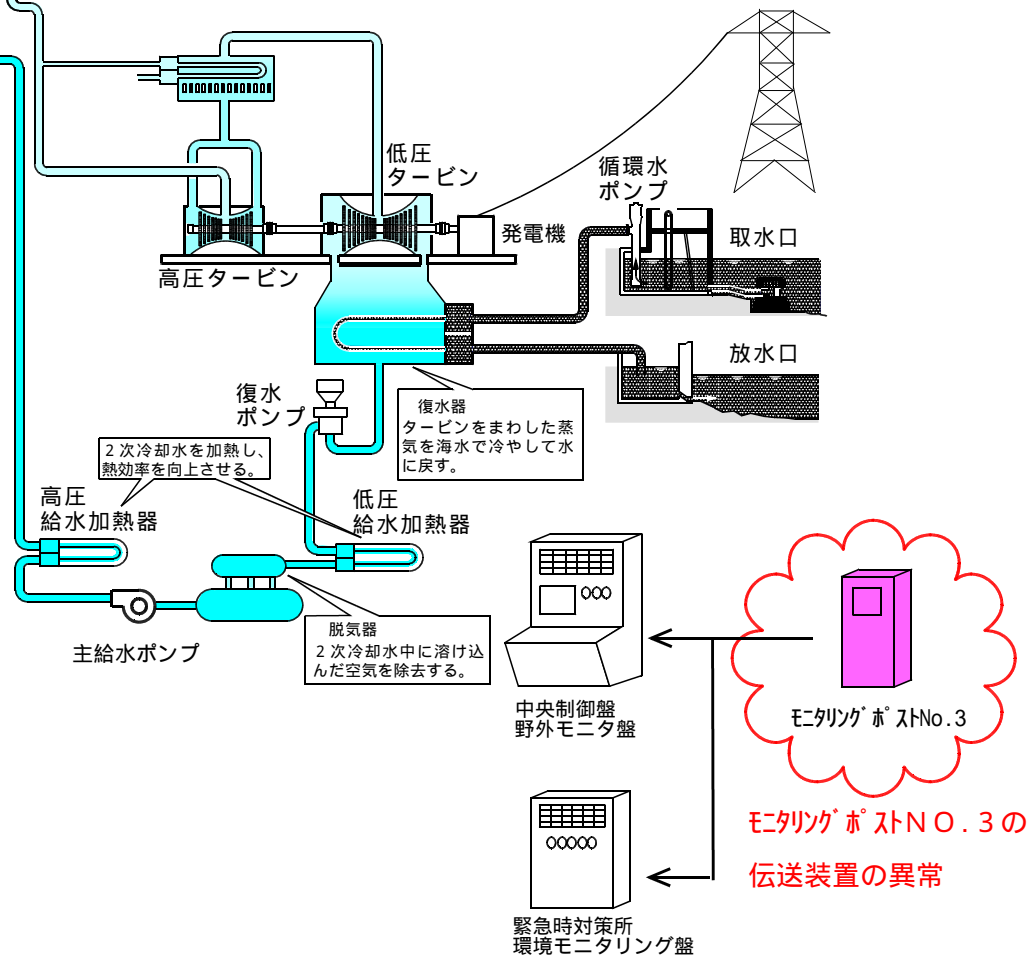 低圧
タービン
循環水
ポンプ
発電機
取水口
高圧タービン
放水口
復水
ポンプ
復水器
タービンをまわした蒸
気を海水で冷やして水
に戻す。
２次冷却水を加熱し、
熱効率を向上させる。
高圧
給水加熱器
低圧
給水加熱器
脱気器
２次冷却水中に溶け込
んだ空気を除去する。
主給水ポンプ
中央制御盤
野外モニタ盤
ﾓﾆﾀﾘﾝｸﾞﾎﾟｽﾄNo.3
ﾓﾆﾀﾘﾝｸﾞﾎﾟｽﾄＮＯ.３の
伝送装置の異常
緊急時対策所
環境モニタリング盤